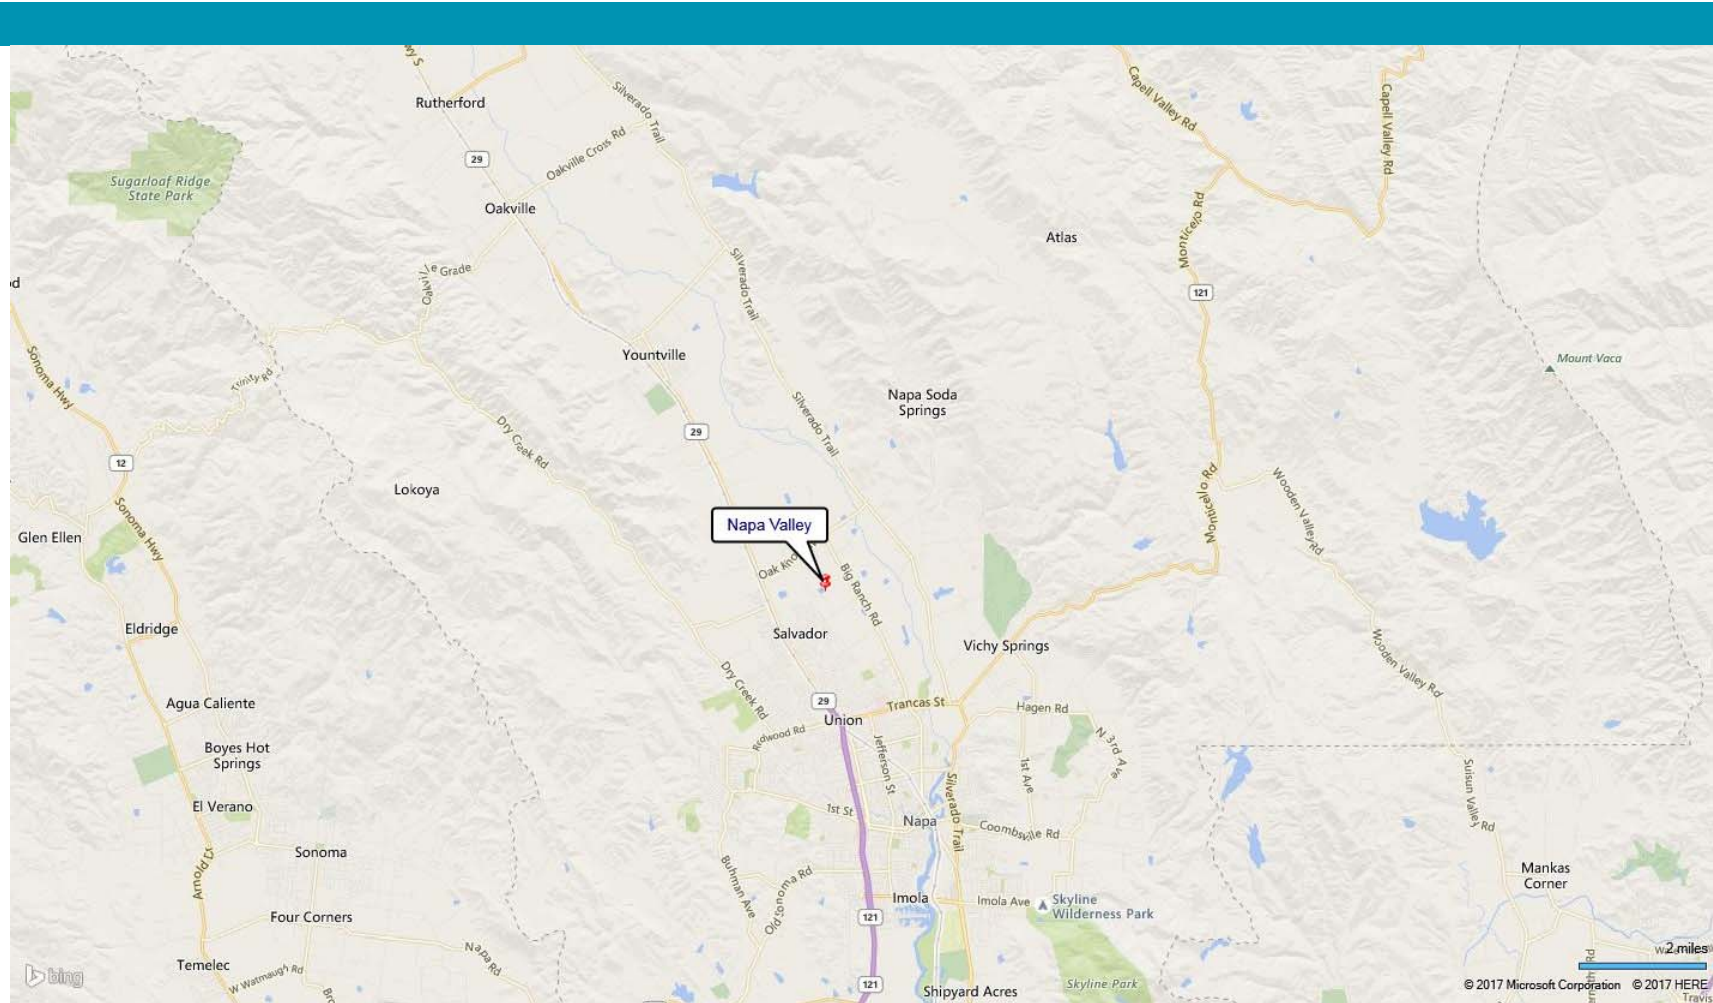 wy S
Rutherford
Silverado Trail
Capell Valley Rd
Capell Valley Rd
29
Oakville Cross Rd
Sugarloaf Ridge
State Park
Oakville
Monticello Rd
Atlas
Silverado Trail
Oakville Grade
od
121
Sonoma Hwy
Yountville
Mount Vaca
Trinity Rd
Napa Soda
Springs
Silverado Trail
29
Dry Creek Rd
12
Lokoya
Monticello Rd
Wooden Valley Rd
Sonoma Hwy
Napa Valley
Glen Ellen
Oak Kno
Big Ranch Rd
Eldridge
Salvador
Vichy Springs
Wooden Valley Rd
Dry Creek Rd
Agua Caliente
29
Trancas St
Hagen Rd
Union
Redwood Rd
N 3rd Ave
Boyes Hot
Springs
Jefferson St
1st Ave
Silverado Trail
Suisun Valley Rd
El Verano
1st St
Napa
Coombsville Rd
Sonoma
Arnold Dr
Buhman Ave
Old Sonoma Rd
Mankas
Corner
Imola
Imola Ave
Skyline
Wilderness Park
Four Corners
121
Napa Rd
2 miles
Temelec
W Watmaugh Rd
bing
121
Shipyard Acres
Skyline Park
© 2017 Microsoft Corporation © 2017 HERE
Travis